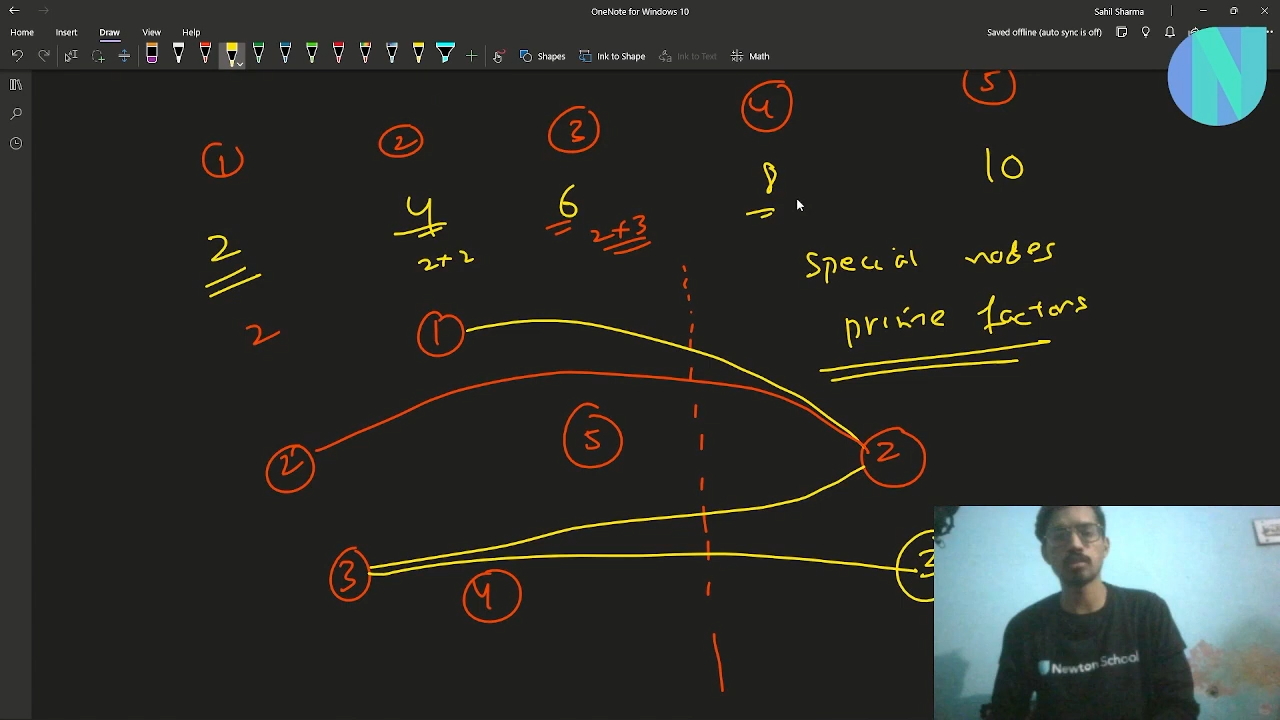 OneNote for Windows 10
Sahil Sharma
Home Insert Draw View Help
Saved offline (auto sync is off)
Shapes Ink to Shape Ink to Text Math
1 2 3 4 5
2 4 6 8 10
2+2 2+3
2
Special nodes
prime factors
1
2 5 2
3 4 3
Newton School